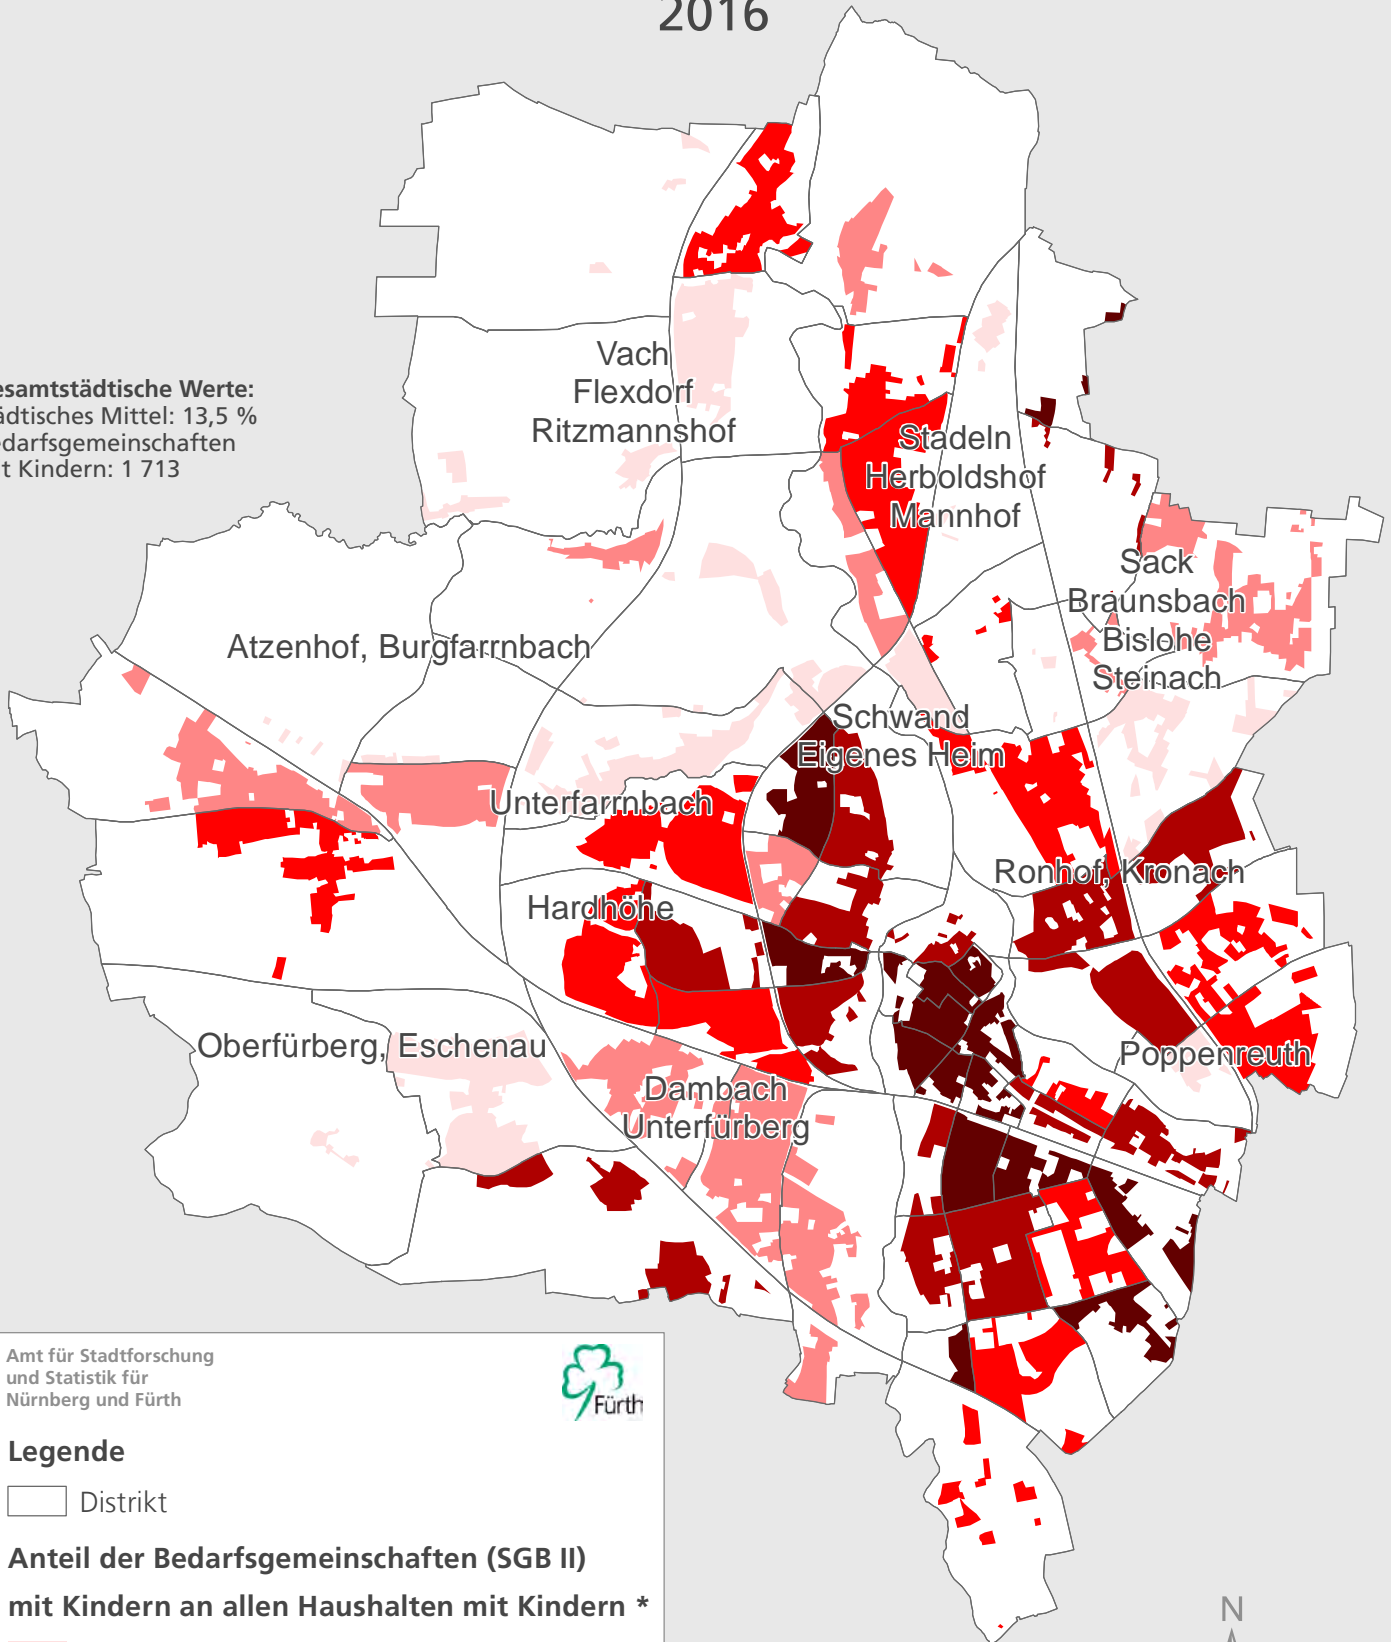 2016
esamtstädtische Werte:
ädtisches Mittel: 13,5 %
edarfsgemeinschaften
t Kindern: 1 713
Vach
Flexdorf
Ritzmannshof
Stadeln
Herboldshof
Mannhof
Sack
Braunsbach
Bislohe
Steinach
Atzenhof, Burgfarrnbach
Schwand
Eigenes Heim
Unterfarrnbach
Ronhof, Kronach
Hardhöhe
Oberfürberg, Eschenau
Poppenreuth
Dambach
Unterfürberg
Amt für Stadtforschung
und Statistik für
Nürnberg und Fürth
Fürth
Legende
Distrikt
Anteil der Bedarfsgemeinschaften (SGB II)
mit Kindern an allen Haushalten mit Kindern *
N